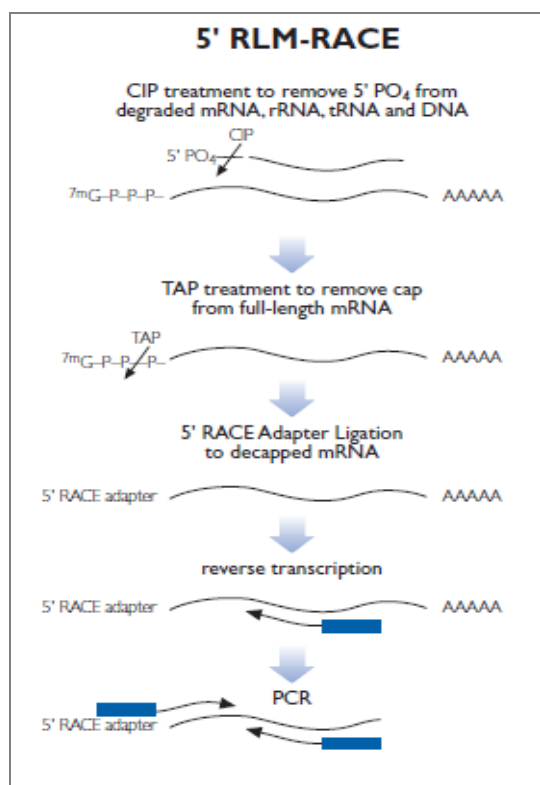 5' RLM-RACE
CIP treatment to remove 5' PO₄ from
degraded mRNA, rRNA, tRNA and DNA
CIP
5' PO₄
⁷ᵐG–P–P–P– AAAAA
TAP treatment to remove cap
from full-length mRNA
TAP
⁷ᵐG–P–P–P– AAAAA
5' RACE Adapter Ligation
to decapped mRNA
5' RACE adapter AAAAA
reverse transcription
5' RACE adapter AAAAA
PCR
5' RACE adapter